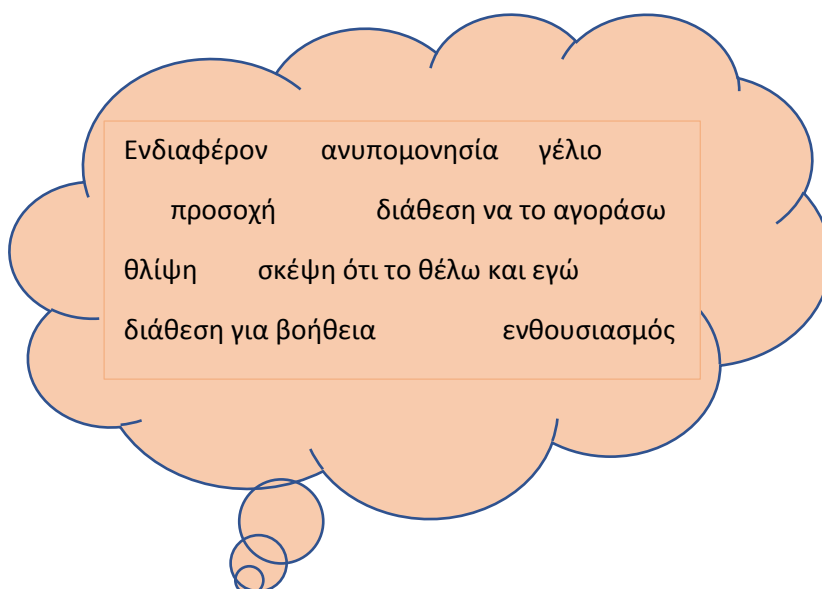 Ενδιαφέρον ανυπομονησία γέλιο
προσοχή διάθεση να το αγοράσω
θλίψη σκέψη ότι το θέλω και εγώ
διάθεση για βοήθεια ενθουσιασμός